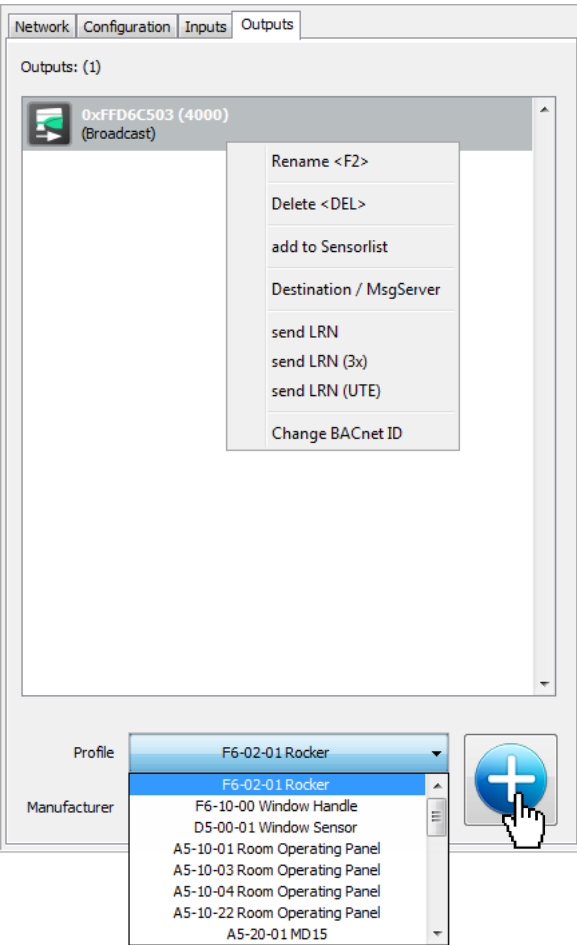 Network Configuration Inputs Outputs
Outputs: (1)
0xFFD6C503 (4000)
(Broadcast)
Rename <F2>
Delete <DEL>
add to Sensorlist
Destination / MsgServer
send LRN
send LRN (3x)
send LRN (UTE)
Change BACnet ID
Profile F6-02-01 Rocker
F6-02-01 Rocker
Manufacturer F6-10-00 Window Handle
D5-00-01 Window Sensor
A5-10-01 Room Operating Panel
A5-10-03 Room Operating Panel
A5-10-04 Room Operating Panel
A5-10-22 Room Operating Panel
A5-20-01 MD15